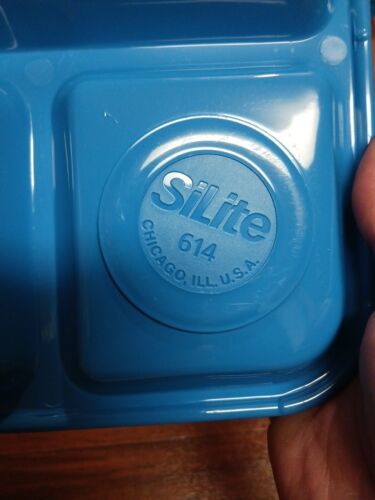 SiLite
614
CHICAGO, ILL. U.S.A.